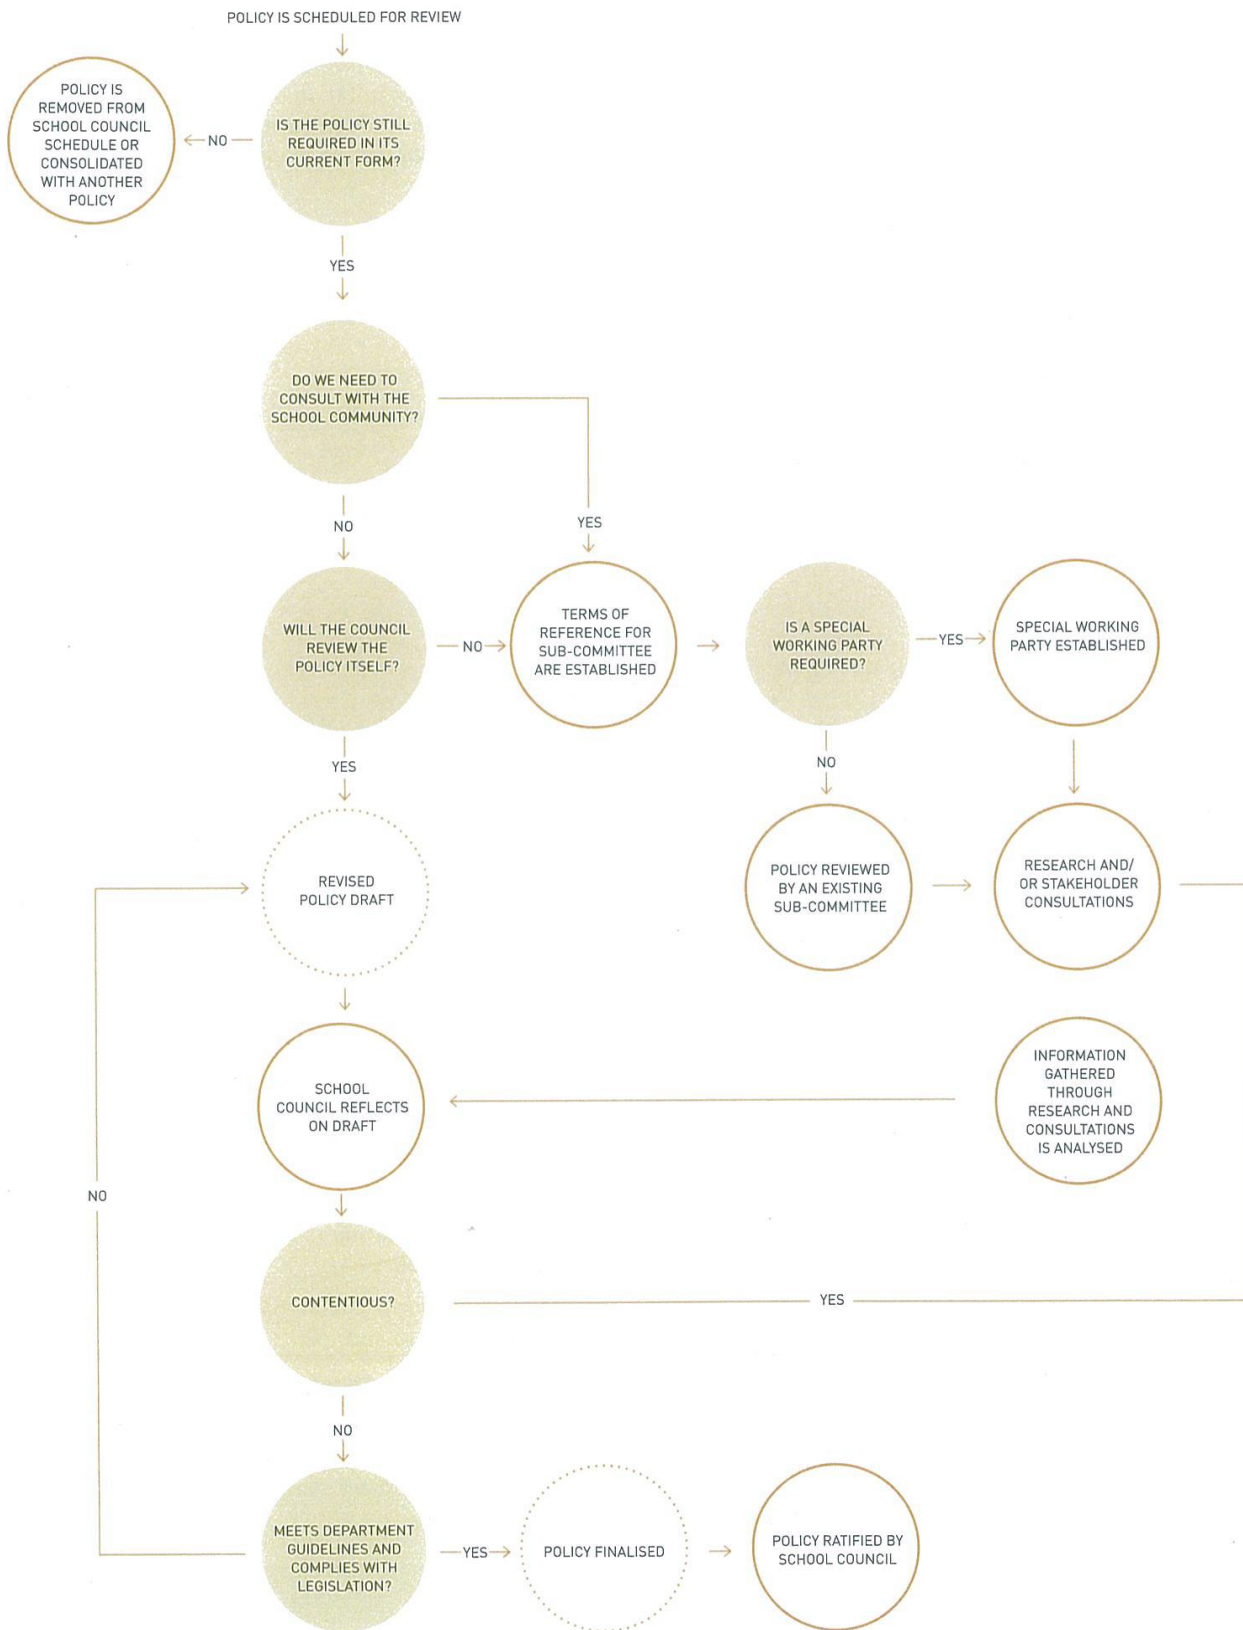 POLICY IS SCHEDULED FOR REVIEW
POLICY IS
REMOVED FROM
SCHOOL COUNCIL
SCHEDULE OR
CONSOLIDATED
WITH ANOTHER
POLICY
NO
IS THE POLICY STILL
REQUIRED IN ITS
CURRENT FORM?
YES
DO WE NEED TO
CONSULT WITH THE
SCHOOL COMMUNITY?
NO
YES
WILL THE COUNCIL
REVIEW THE
POLICY ITSELF?
NO
TERMS OF
REFERENCE FOR
SUB-COMMITTEE
ARE ESTABLISHED
IS A SPECIAL
WORKING PARTY
REQUIRED?
YES
SPECIAL WORKING
PARTY ESTABLISHED
YES
NO
REVISED
POLICY DRAFT
POLICY REVIEWED
BY AN EXISTING
SUB-COMMITTEE
RESEARCH AND/
OR STAKEHOLDER
CONSULTATIONS
SCHOOL
COUNCIL REFLECTS
ON DRAFT
INFORMATION
GATHERED
THROUGH
RESEARCH AND
CONSULTATIONS
IS ANALYSED
NO
CONTENTIOUS?
YES
NO
MEETS DEPARTMENT
GUIDELINES AND
COMPLIES WITH
LEGISLATION?
YES
POLICY FINALISED
POLICY RATIFIED BY
SCHOOL COUNCIL